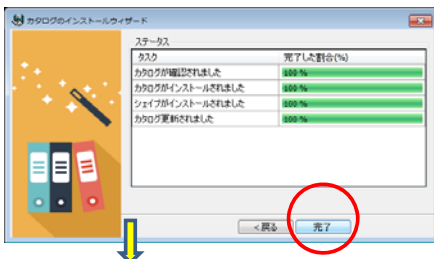 カタログのインストールウィザード
ステータス
タスク 完了した割合(%)
カタログが確認されました 100 %
カタログがインストールされました 100 %
シェイプがインストールされました 100 %
カタログ更新されました 100 %
<戻る 完了